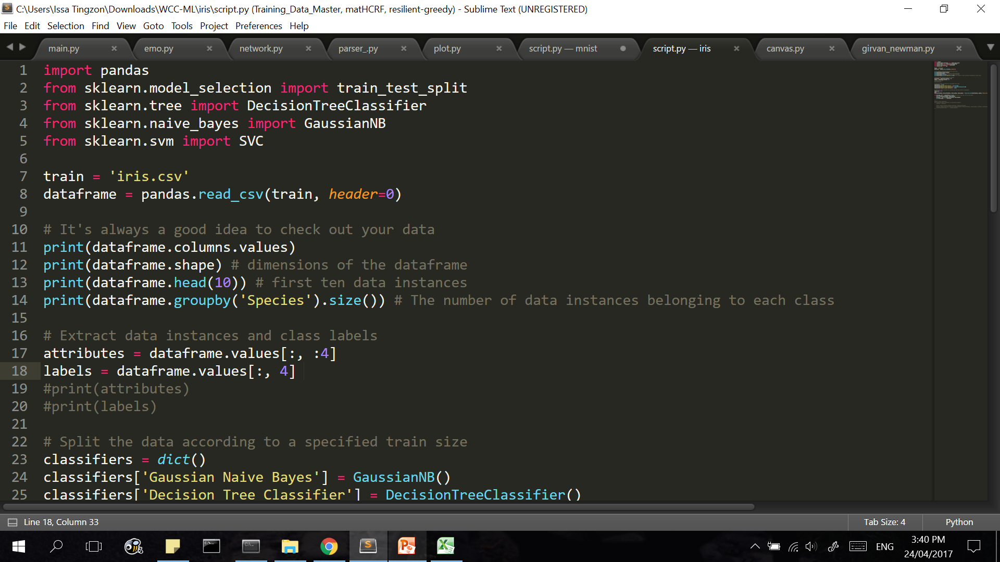 C:\Users\Issa Tingzon\Downloads\WCC-ML\iris\script.py (Training_Data_Master, matHCRF, resilient-greedy) - Sublime Text (UNREGISTERED)
File Edit Selection Find View Goto Tools Project Preferences Help
main.py emo.py network.py parser_.py plot.py script.py — mnist script.py — iris canvas.py girvan_newman.py
1 import pandas
2 from sklearn.model_selection import train_test_split
3 from sklearn.tree import DecisionTreeClassifier
4 from sklearn.naive_bayes import GaussianNB
5 from sklearn.svm import SVC
6
7 train = 'iris.csv'
8 dataframe = pandas.read_csv(train, header=0)
9
10 # It's always a good idea to check out your data
11 print(dataframe.columns.values)
12 print(dataframe.shape) # dimensions of the dataframe
13 print(dataframe.head(10)) # first ten data instances
14 print(dataframe.groupby('Species').size()) # The number of data instances belonging to each class
15
16 # Extract data instances and class labels
17 attributes = dataframe.values[:, :4]
18 labels = dataframe.values[:, 4]
19 #print(attributes)
20 #print(labels)
21
22 # Split the data according to a specified train size
23 classifiers = dict()
24 classifiers['Gaussian Naive Bayes'] = GaussianNB()
25 classifiers['Decision Tree Classifier'] = DecisionTreeClassifier()
Line 18, Column 33 Tab Size: 4 Python
ENG 3:40 PM
24/04/2017